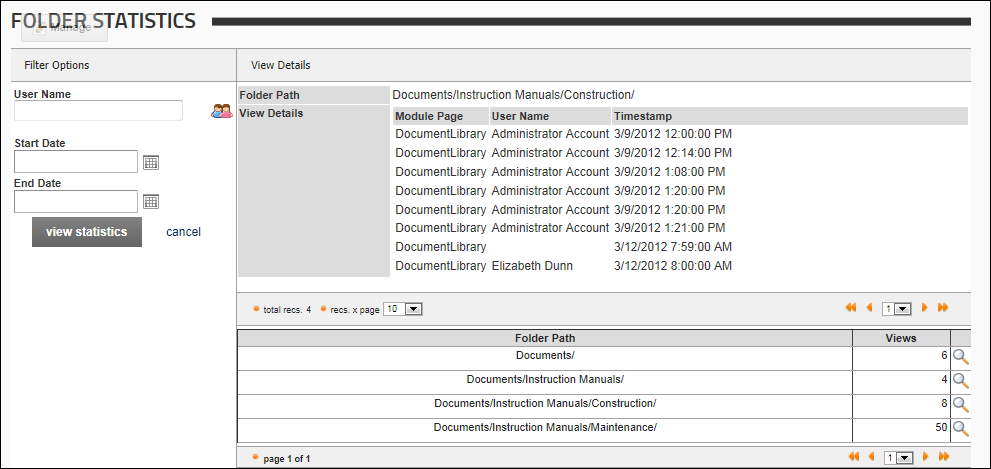 FOLDER STATISTICS
Manage
Filter Options
View Details
User Name
Start Date
End Date
view statistics cancel
Folder Path Documents/Instruction Manuals/Construction/
View Details
Module Page User Name Timestamp
DocumentLibrary Administrator Account 3/9/2012 12:00:00 PM
DocumentLibrary Administrator Account 3/9/2012 12:14:00 PM
DocumentLibrary Administrator Account 3/9/2012 1:08:00 PM
DocumentLibrary Administrator Account 3/9/2012 1:20:00 PM
DocumentLibrary Administrator Account 3/9/2012 1:20:00 PM
DocumentLibrary Administrator Account 3/9/2012 1:21:00 PM
DocumentLibrary 3/12/2012 7:59:00 AM
DocumentLibrary Elizabeth Dunn 3/12/2012 8:00:00 AM
total recs. 4 recs. x page 10 1
Folder Path Views
Documents/ 6
Documents/Instruction Manuals/ 4
Documents/Instruction Manuals/Construction/ 8
Documents/Instruction Manuals/Maintenance/ 50
page 1 of 1 1